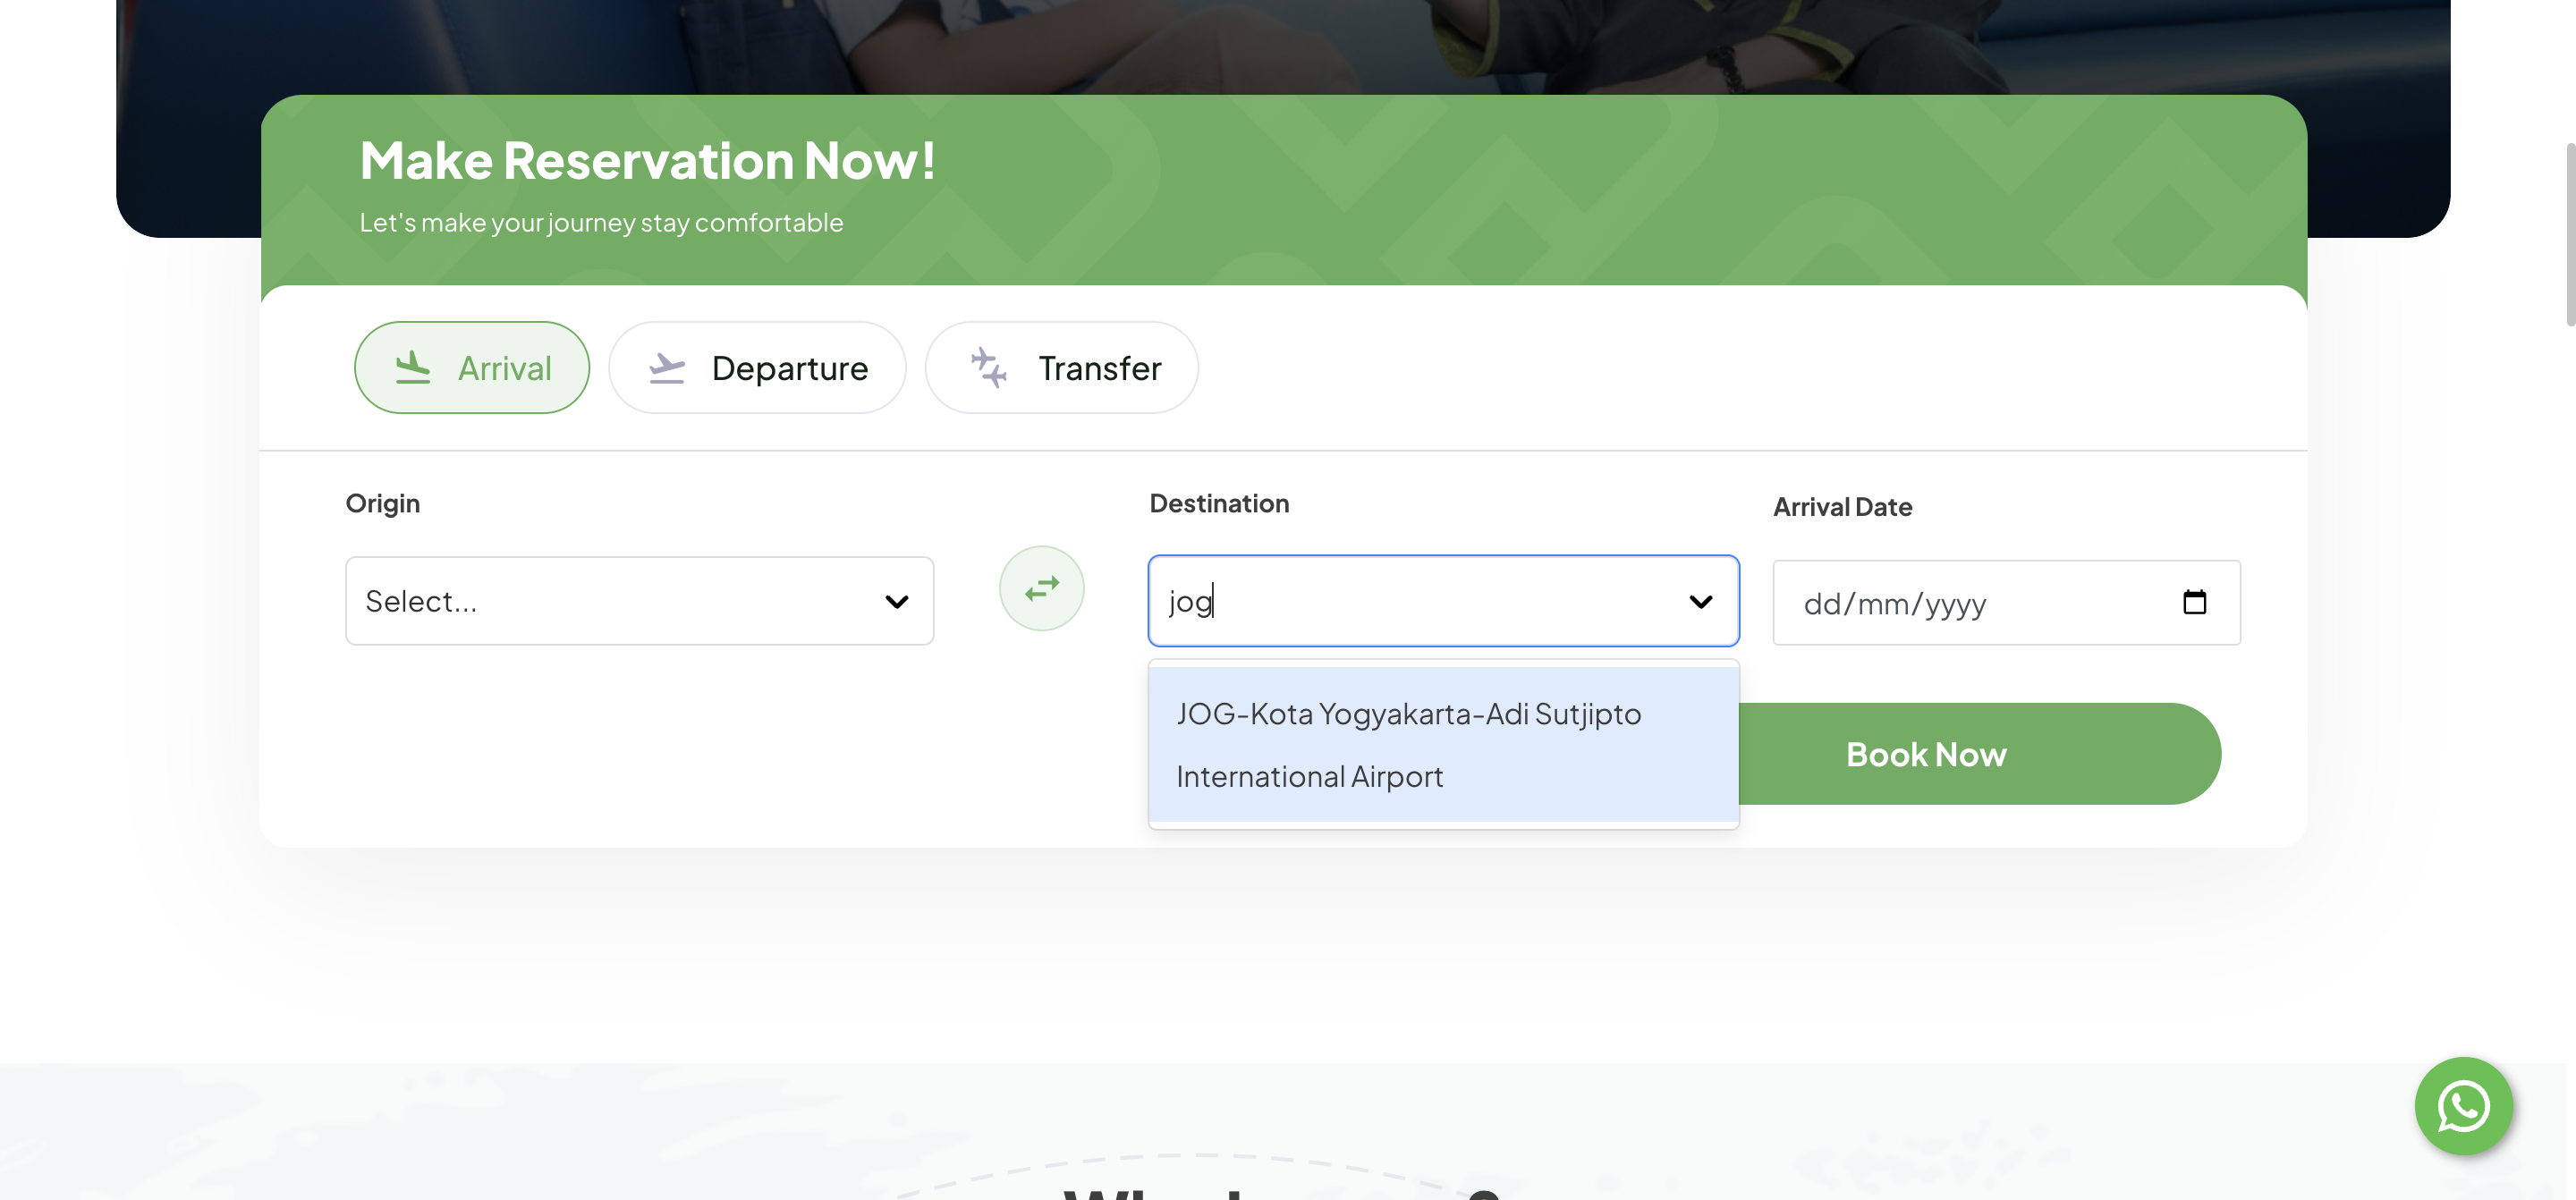 Make Reservation Now!
Let's make your journey stay comfortable
Arrival
Departure
Transfer
Origin
Destination
Arrival Date
Select...
jog
dd/mm/yyyy
JOG-Kota Yogyakarta-Adi Sutjipto
International Airport
Book Now